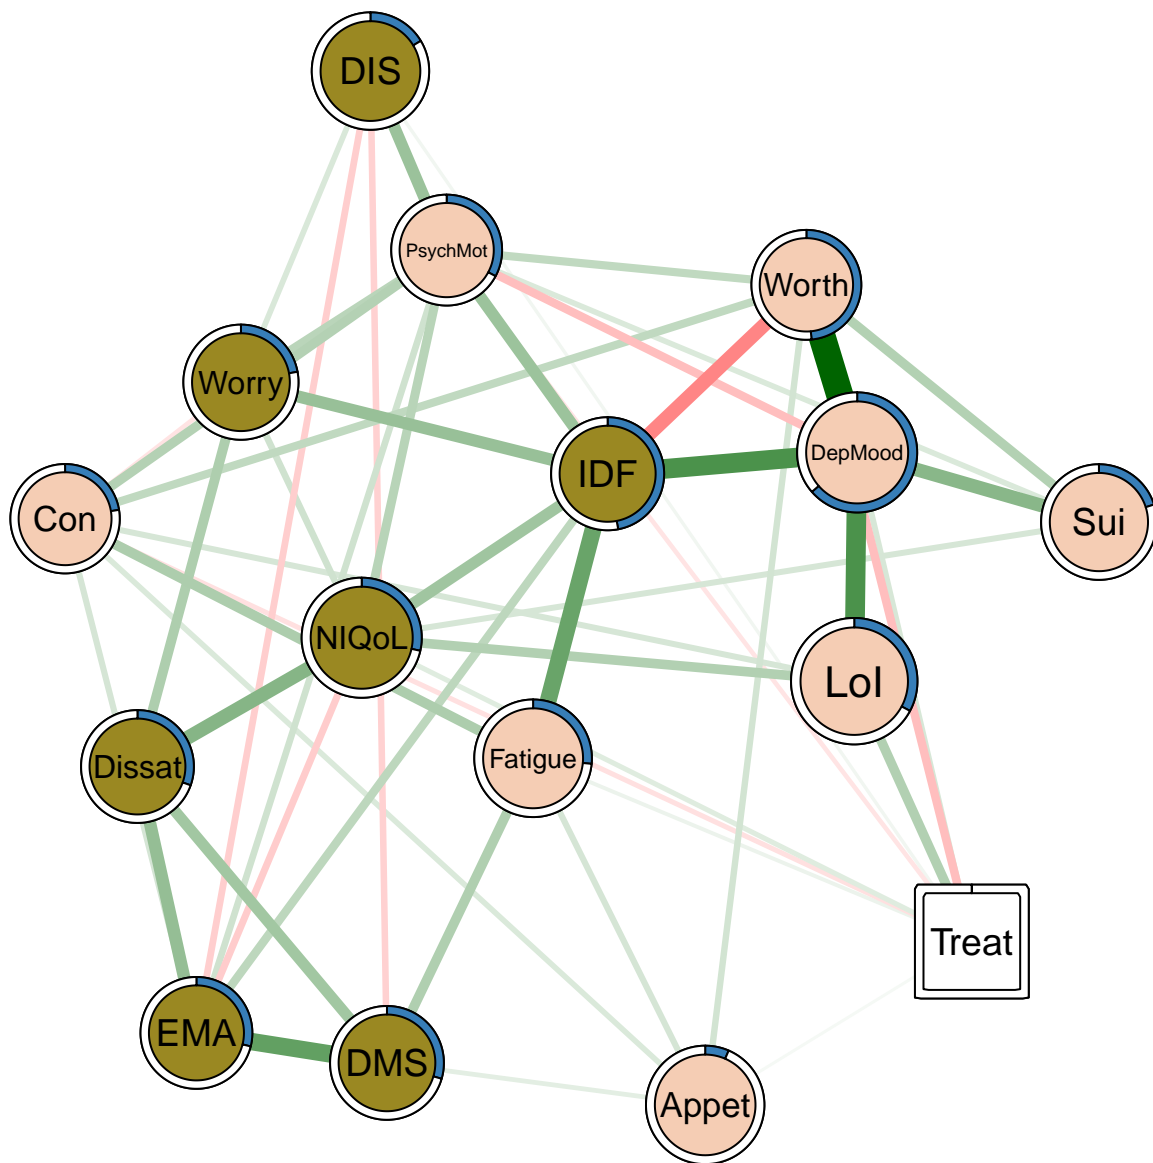 DIS
PsychMot
Worth
Worry
DepMood
IDF
Con
Sui
NIQoL
LoI
Fatigue
Dissat
Treat
EMA
DMS
Appet